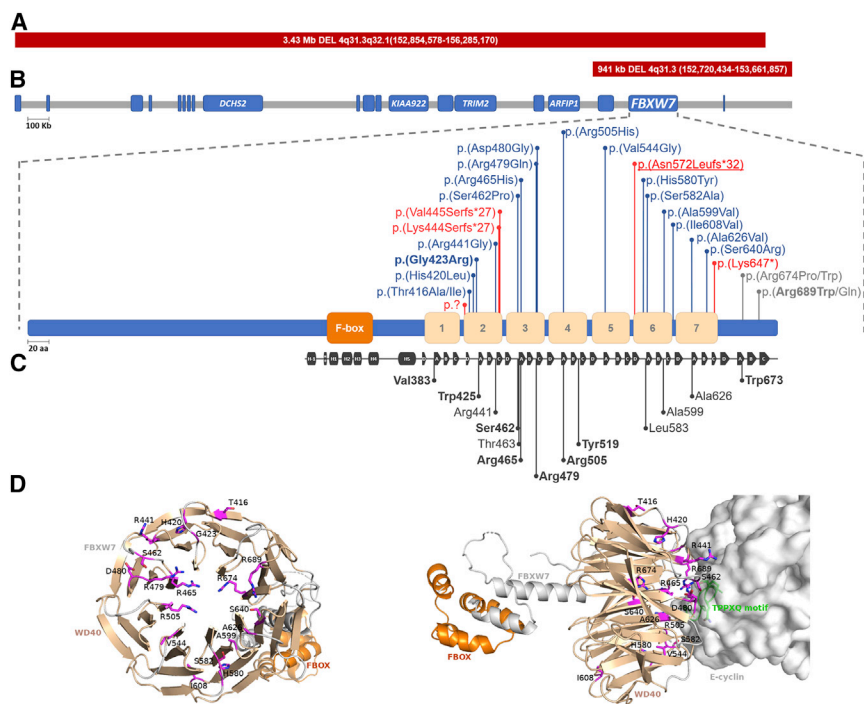 A
3.43 Mb DEL 4q31.3q32.1(152,854,578-156,285,170)
941 kb DEL 4q31.3 (152,720,434-153,661,857)
B
DCHS2
KIAA922
TRIM2
ARFIP1
FBXW7
100 Kb
p.(Arg505His)
p.(Asp480Gly)
p.(Val544Gly)
p.(Arg479Gln)
p.(Asn572Leufs*32)
p.(Arg465His)
p.(His580Tyr)
p.(Ser462Pro)
p.(Ser582Ala)
p.(Val445Serfs*27)
p.(Ala599Val)
p.(Lys444Serfs*27)
p.(Ile608Val)
p.(Arg441Gly)
p.(Ala626Val)
p.(Gly423Arg)
p.(Ser640Arg)
p.(His420Leu)
p.(Lys647*)
p.(Thr416Ala/Ile)
p.(Arg674Pro/Trp)
p.?
p.(Arg689Trp/Gln)
F-box
1
2
3
4
5
6
7
20 aa
C
H1 H2 H3 H4 H5
Val383
Trp673
Trp425
Ala626
Arg441
Ala599
Ser462
Leu583
Thr463
Tyr519
Arg465
Arg505
Arg479
D
T416
R441
H420
G423
FBXW7
S462
D480
R689
R479
R465
R674
R505
S640
A626
A599
WD40
V544
S582
H580
FBOX
I608
T416
H420
R441
FBXW7
R689
R674
R465
S462
D480
TPPXQ motif
S640
A626
R505
S582
H580
V544
FBOX
I608
E-cyclin
WD40